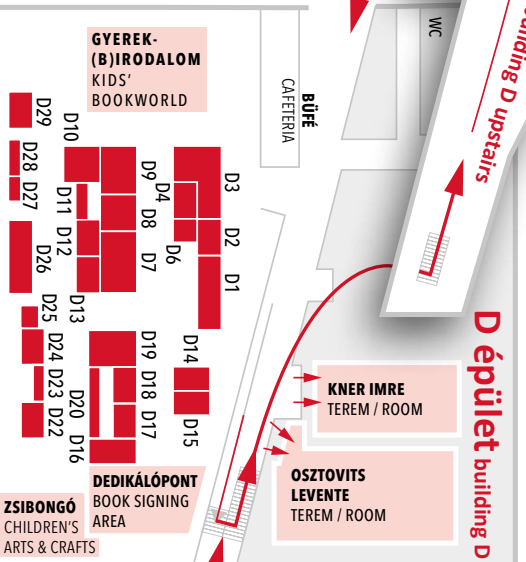 GYEREK-
(B)IRODALOM
KIDS'
BOOKWORLD
BÜFÉ
CAFETERIA
WC
building D upstairs
D29
D28
D27
D26
D25
D24
D23
D22
D10
D11
D12
D13
D20
D16
D9
D8
D7
D19
D18
D17
D4
D6
D3
D2
D1
D14
D15
D épület building D
KNER IMRE
TEREM / ROOM
OSZTOVITS
LEVENTE
TEREM / ROOM
DEDIKÁLÓPONT
BOOK SIGNING
AREA
ZSIBONGÓ
CHILDREN'S
ARTS & CRAFTS